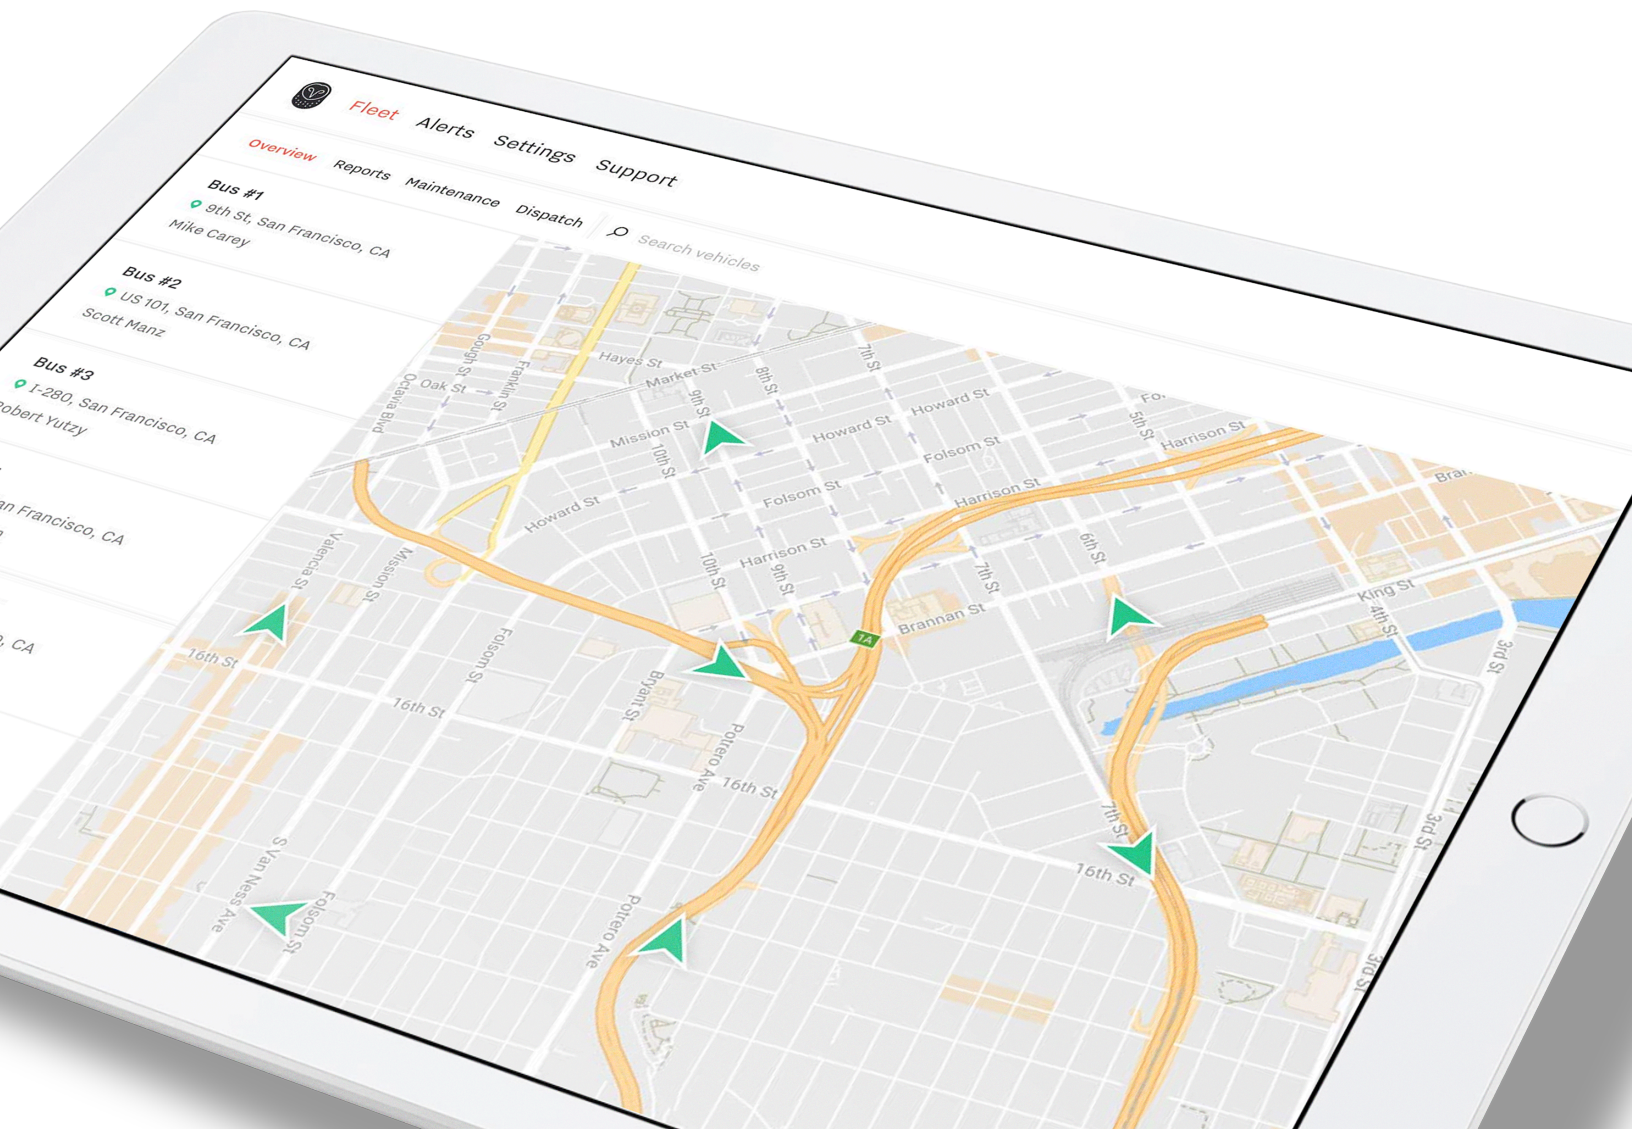 Fleet Alerts Settings Support
Overview Reports Maintenance Dispatch Search vehicles
Bus #1
9th St, San Francisco, CA
Mike Carey
Bus #2
US 101, San Francisco, CA
Scott Manz
Bus #3
I-280, San Francisco, CA
obert Yutzy
an Francisco, CA
, CA
Gough St
Franklin St
Octavia Blvd
Oak St
Hayes St
Market St
9th St
8th St
7th St
Mission St
10th St
Howard St
Howard St
Folsom St
Fo
5th St
Harrison St
Bran
Folsom St
Harrison St
Howard St
Harrison St
10th St
9th St
7th St
6th St
Brannan St
King St
4th St
3rd St
1A
Valencia St
Mission St
Folsom St
16th St
16th St
Bryant St
Potrero Ave
16th St
7th St
16th St
3rd St
3rd St
S Van Ness Ave
Folsom St
Potrero Ave